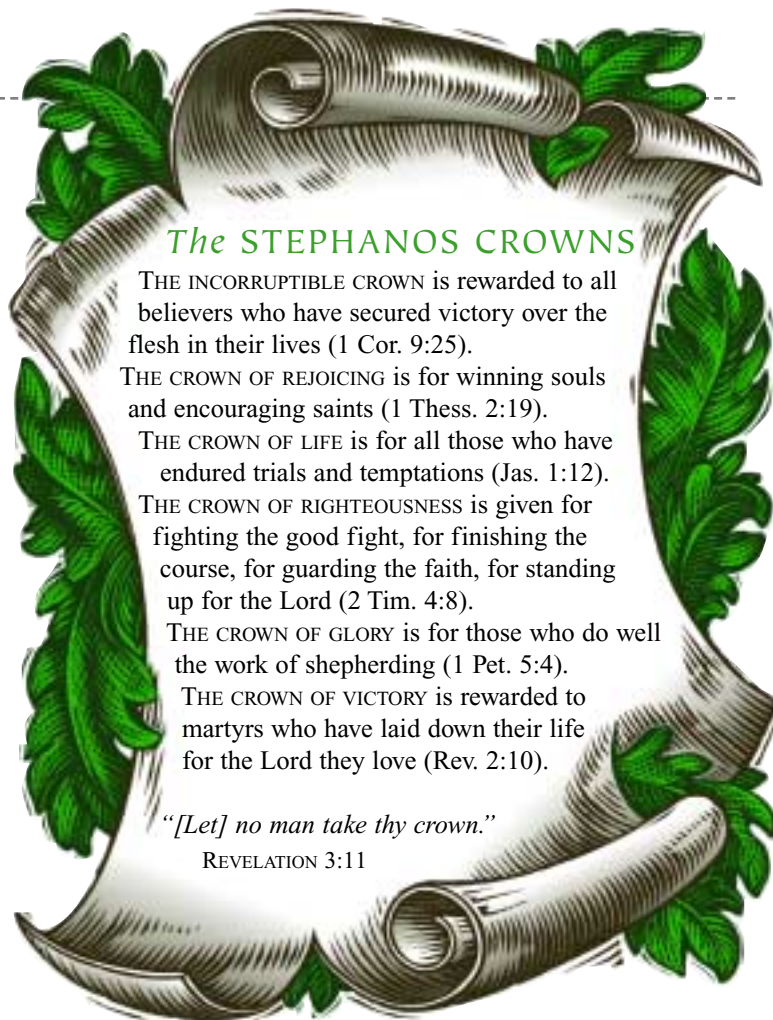 The STEPHANOS CROWNS
THE INCORRUPTIBLE CROWN is rewarded to all
believers who have secured victory over the
flesh in their lives (1 Cor. 9:25).
THE CROWN OF REJOICING is for winning souls
and encouraging saints (1 Thess. 2:19).
THE CROWN OF LIFE is for all those who have
endured trials and temptations (Jas. 1:12).
THE CROWN OF RIGHTEOUSNESS is given for
fighting the good fight, for finishing the
course, for guarding the faith, for standing
up for the Lord (2 Tim. 4:8).
THE CROWN OF GLORY is for those who do well
the work of shepherding (1 Pet. 5:4).
THE CROWN OF VICTORY is rewarded to
martyrs who have laid down their life
for the Lord they love (Rev. 2:10).
“[Let] no man take thy crown.”
REVELATION 3:11